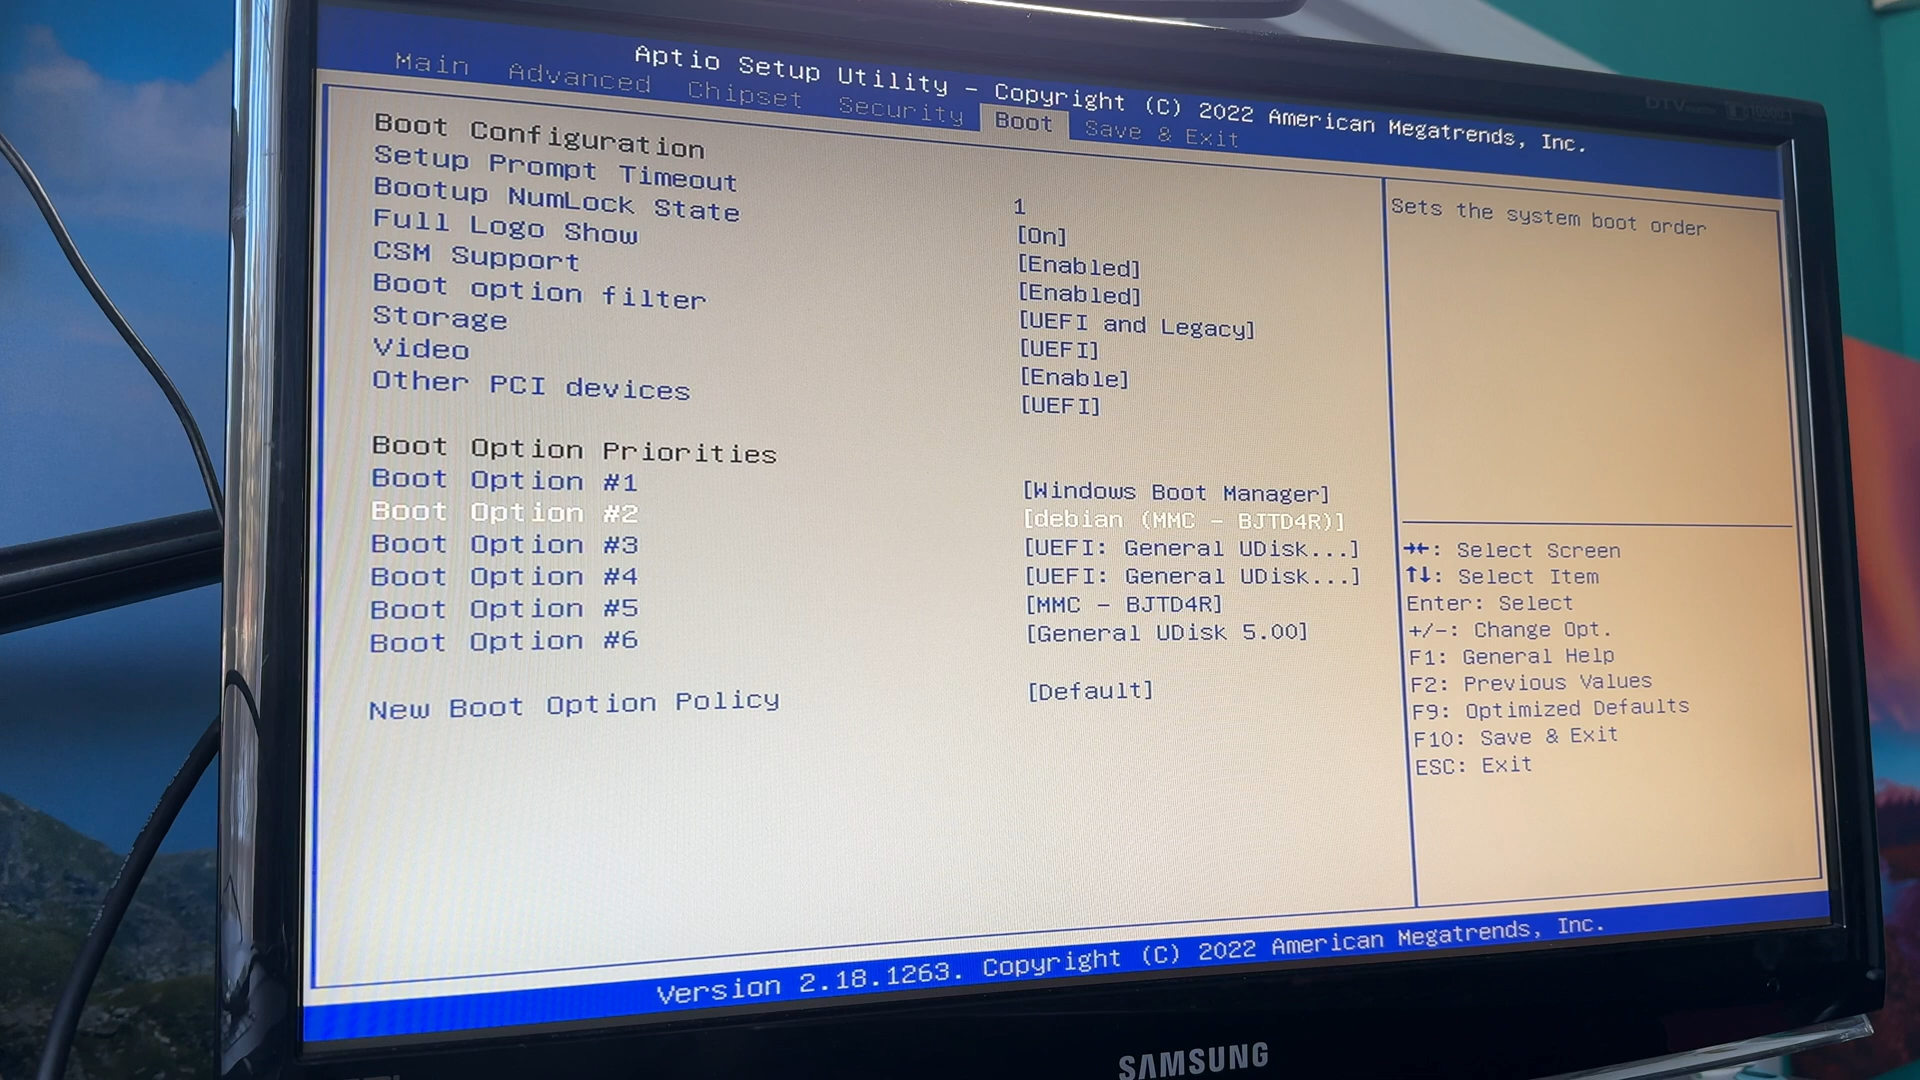 Aptio Setup Utility - Copyright (C) 2022 American Megatrends, Inc.
Main Advanced Chipset Security Boot Save & Exit
Boot Configuration
Setup Prompt Timeout 1
Bootup NumLock State [On]
Full Logo Show [Enabled]
CSM Support [Enabled]
Boot option filter [UEFI and Legacy]
Storage [UEFI]
Video [Enable]
Other PCI devices [UEFI]
Boot Option Priorities
Boot Option #1 [Windows Boot Manager]
Boot Option #2 [debian (MMC - BJTD4R)]
Boot Option #3 [UEFI: General UDisk...]
Boot Option #4 [UEFI: General UDisk...]
Boot Option #5 [MMC - BJTD4R]
Boot Option #6 [General UDisk 5.00]
New Boot Option Policy [Default]
Sets the system boot order
→←: Select Screen
↑↓: Select Item
Enter: Select
+/-: Change Opt.
F1: General Help
F2: Previous Values
F9: Optimized Defaults
F10: Save & Exit
ESC: Exit
Version 2.18.1263. Copyright (C) 2022 American Megatrends, Inc.
SAMSUNG
DTV